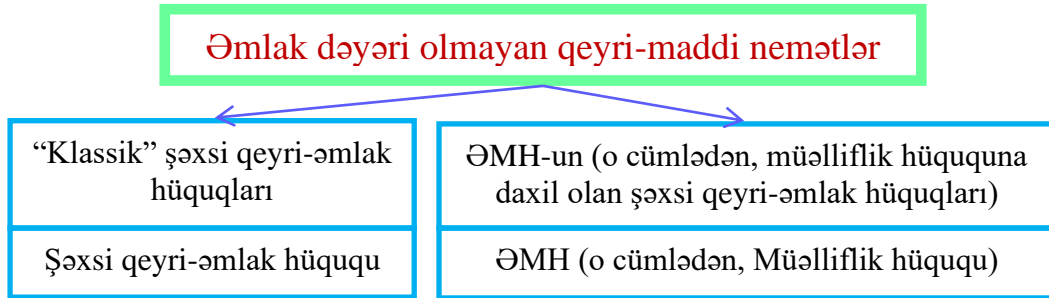 Əmlak dəyəri olmayan qeyri-maddi nemətlər
“Klassik” şəxsi qeyri-əmlak
hüquqları
ƏMH-un (o cümlədən, müəlliflik hüququna
daxil olan şəxsi qeyri-əmlak hüquqları)
Şəxsi qeyri-əmlak hüququ
ƏMH (o cümlədən, Müəlliflik hüququ)